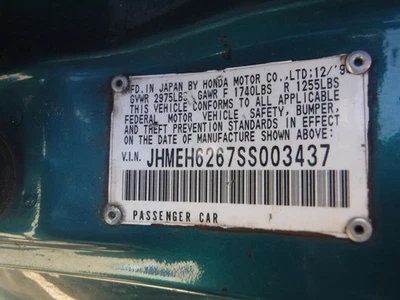 MFD. IN JAPAN BY HONDA MOTOR CO., LTD; 12/'9
GVWR 2975LBS GAWR F 1740LBS R 1255LBS
THIS VEHICLE CONFORMS TO ALL APPLICABLE
FEDERAL MOTOR VEHICLE SAFETY, BUMPER,
AND THEFT PREVENTION STANDARDS IN EFFECT
ON THE DATE OF MANUFACTURE SHOWN ABOVE.
V.I.N. JHMEH6267SS003437
PASSENGER CAR